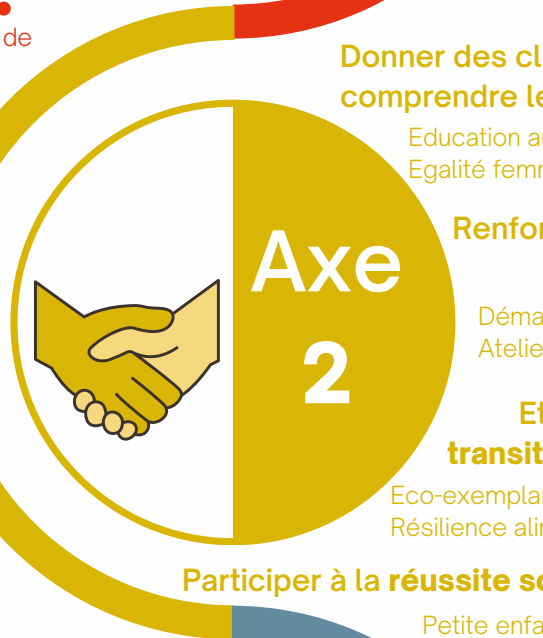 de
Donner des cl
comprendre le
Education au
Egalité femm
Renfor
Axe
2
Déma
Atelie
Et
transit
Eco-exemplar
Résilience alim
Participer à la réussite sc
Petite enfa